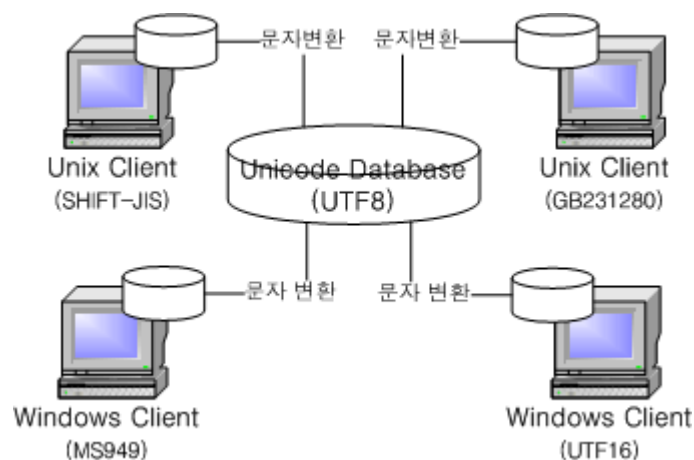 문자변환 문자변환
Unix Client
(SHIFT-JIS)
Unicode Database
(UTF8)
Unix Client
(GB231280)
문자 변환 문자 변환
Windows Client
(MS949)
Windows Client
(UTF16)